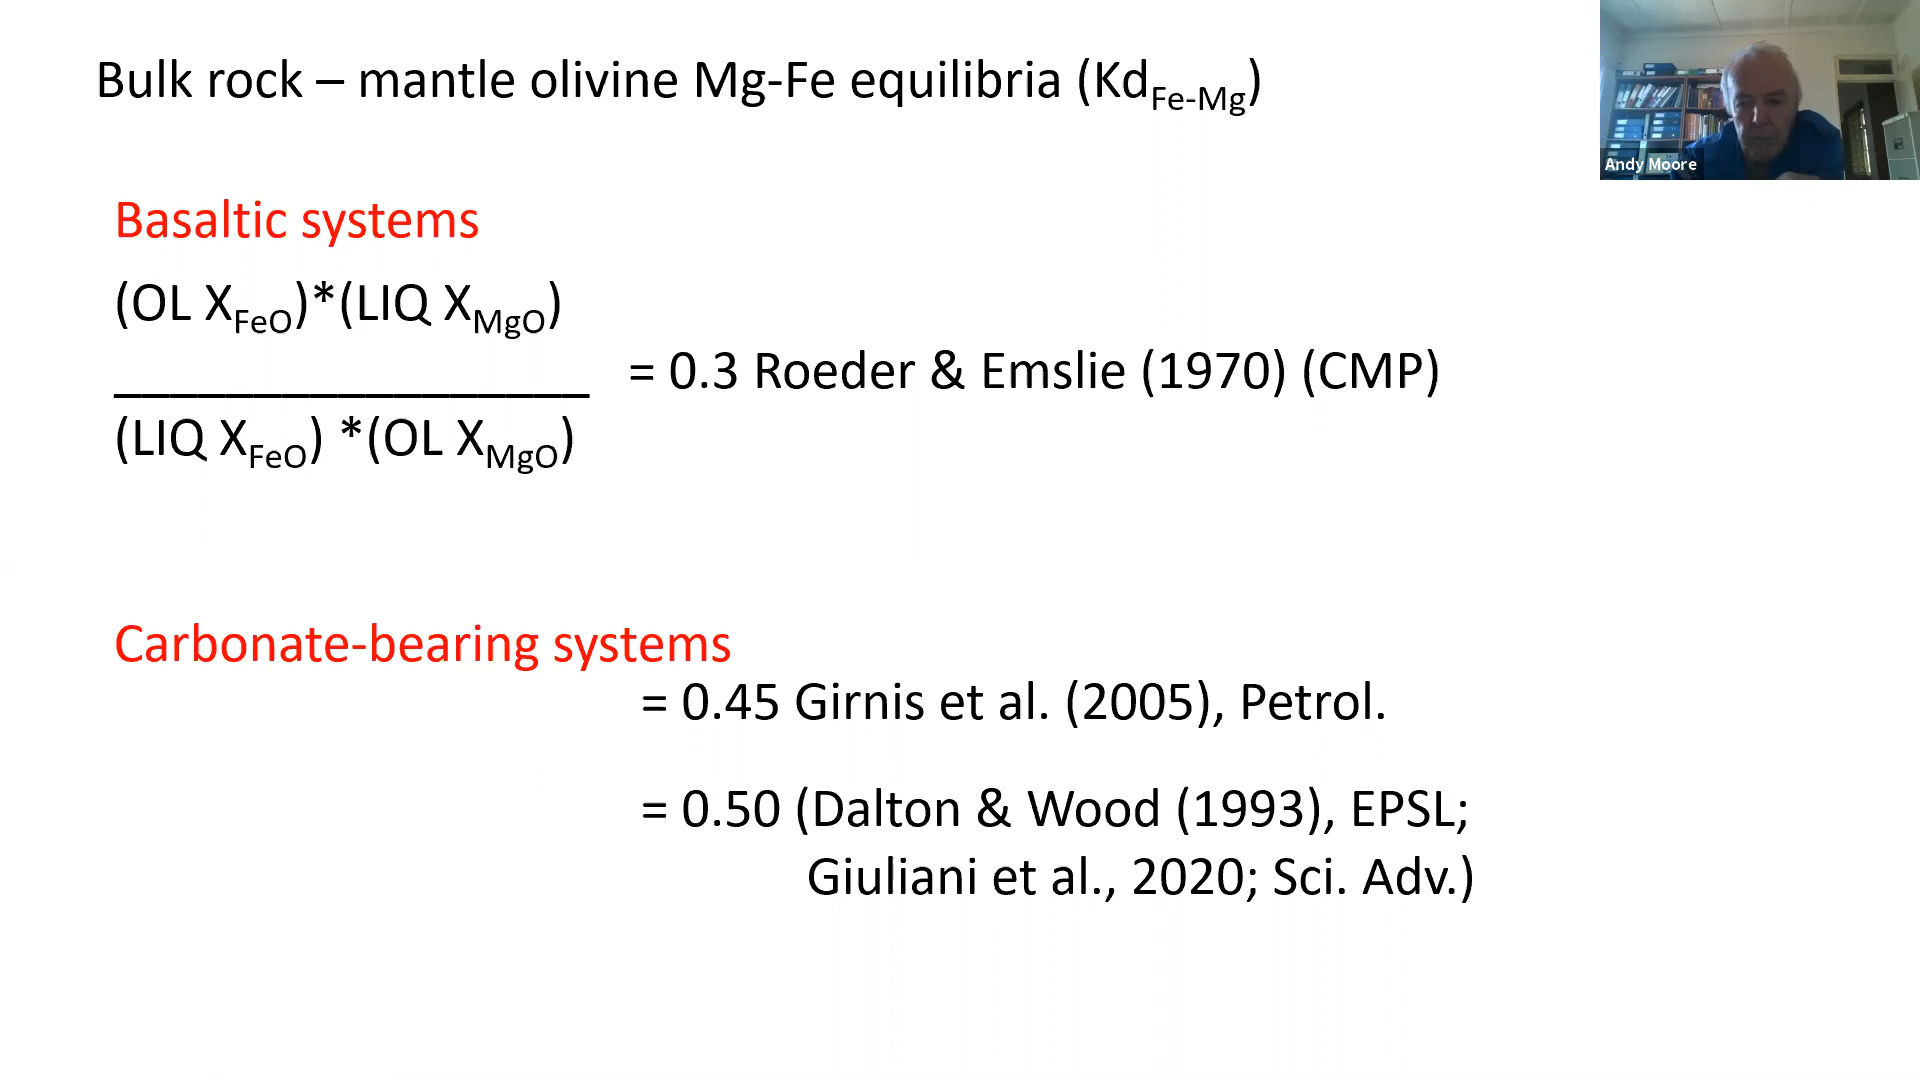 Bulk rock – mantle olivine Mg-Fe equilibria (KdFe-Mg)
Andy Moore
Basaltic systems
(OL XFeO)*(LIQ XMgO)
_________________ = 0.3 Roeder & Emslie (1970) (CMP)
(LIQ XFeO) *(OL XMgO)
Carbonate-bearing systems
= 0.45 Girnis et al. (2005), Petrol.
= 0.50 (Dalton & Wood (1993), EPSL;
Giuliani et al., 2020; Sci. Adv.)